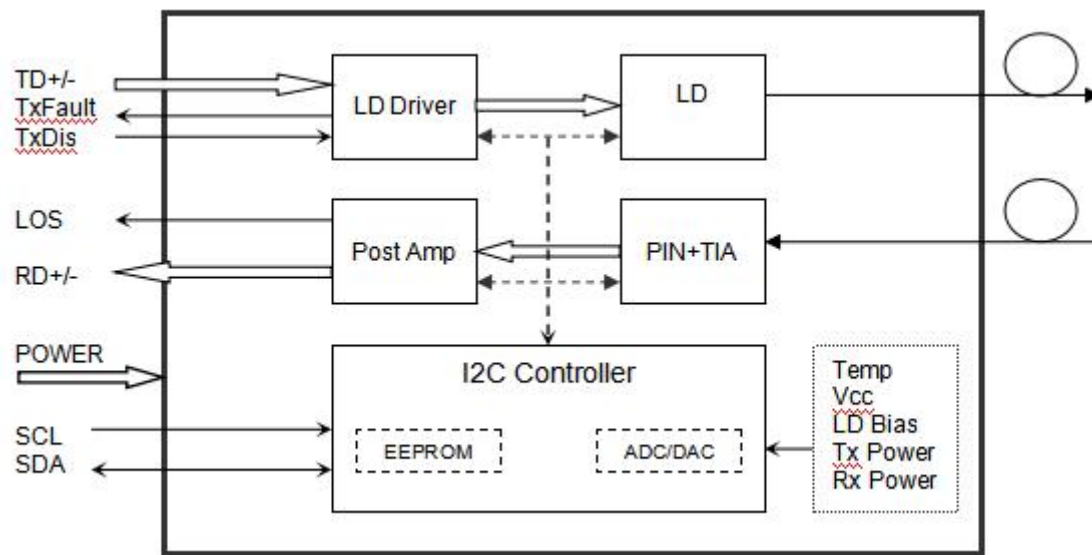 TD+/-
TxFault
TxDis
LD Driver
LD
LOS
RD+/-
Post Amp
PIN+TIA
POWER
SCL
SDA
I2C Controller
EEPROM
ADC/DAC
Temp
Vcc
LD Bias
Tx Power
Rx Power